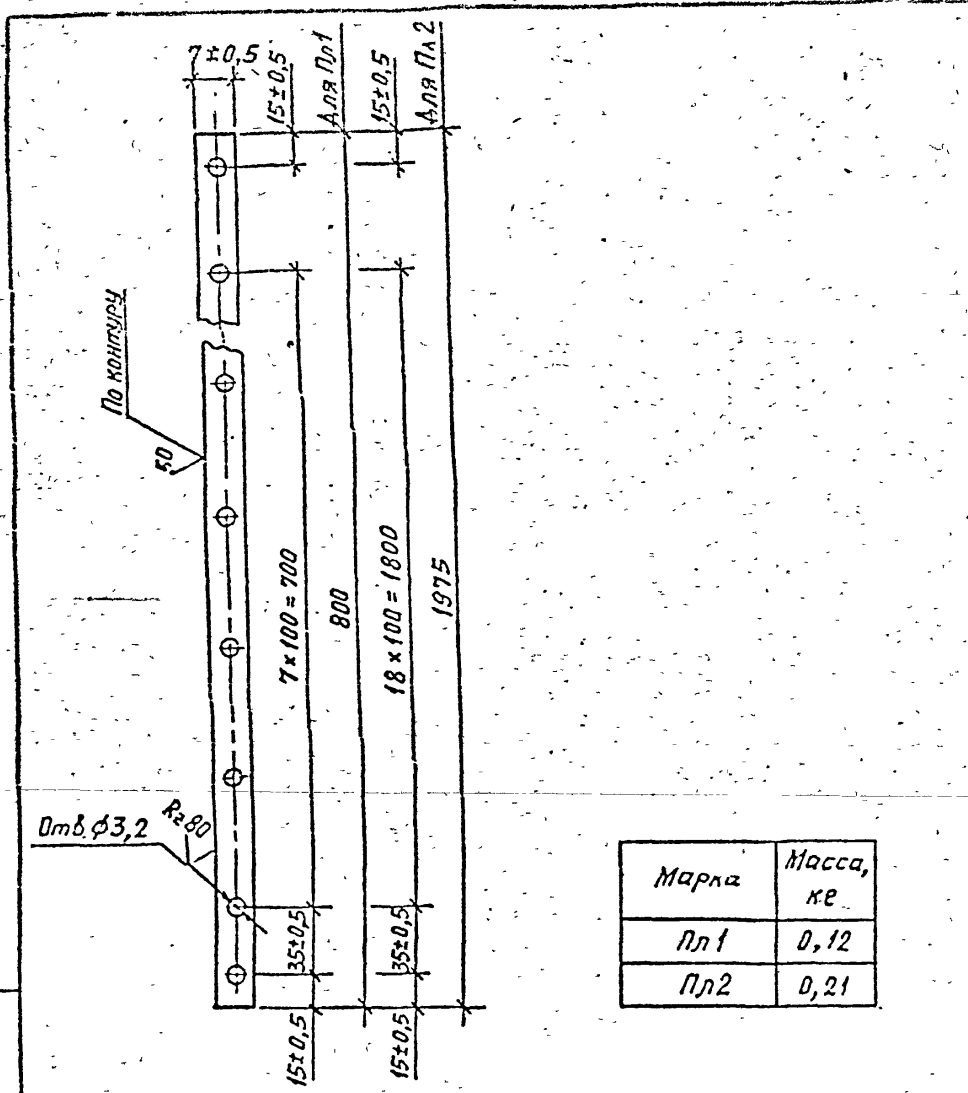 7±0,5
15±0,5
Для Пл1
15±0,5
Для Пл2
По контуру
50
7×100=700
800
18×100=1800
1975
Отв. ϕ3,2
Rz80
35±0,5
35±0,5
15±0,5
15±0,5
Марка
Масса,
кг
Пл1
0,12
Пл2
0,21